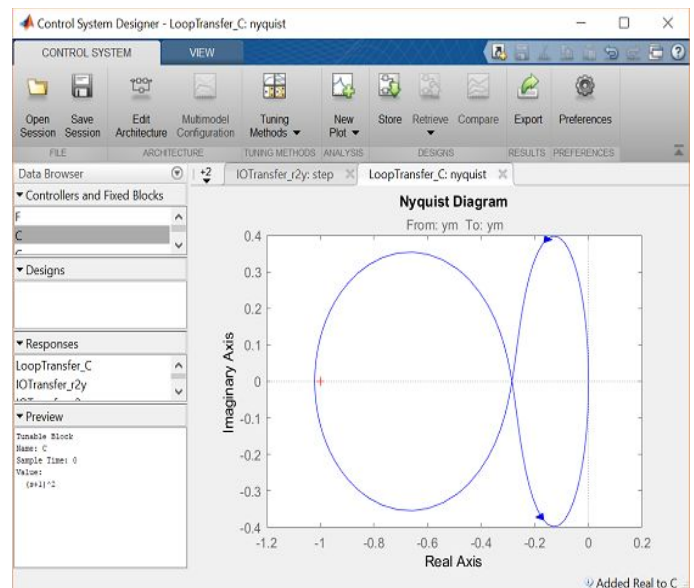 Control System Designer - LoopTransfer_C: nyquist
CONTROL SYSTEM VIEW
Open Session
Save Session
Edit Architecture
Multimodel Configuration
Tuning Methods
New Plot
Store
Retrieve
Compare
Export
Preferences
FILE ARCHITECTURE TUNING METHODS ANALYSIS DESIGNS RESULTS PREFERENCES
Data Browser
+2
IOTransfer_r2y: step
LoopTransfer_C: nyquist
Controllers and Fixed Blocks
F
C
Designs
Responses
LoopTransfer_C
IOTransfer_r2y
Preview
Tunable Block
Name: C
Sample Time: 0
Value:
(s+1)^2
Nyquist Diagram
From: ym To: ym
Imaginary Axis
0.4
0.3
0.2
0.1
0
-0.1
-0.2
-0.3
-0.4
-1.2 -1 -0.8 -0.6 -0.4 -0.2 0 0.2
Real Axis
Added Real to C